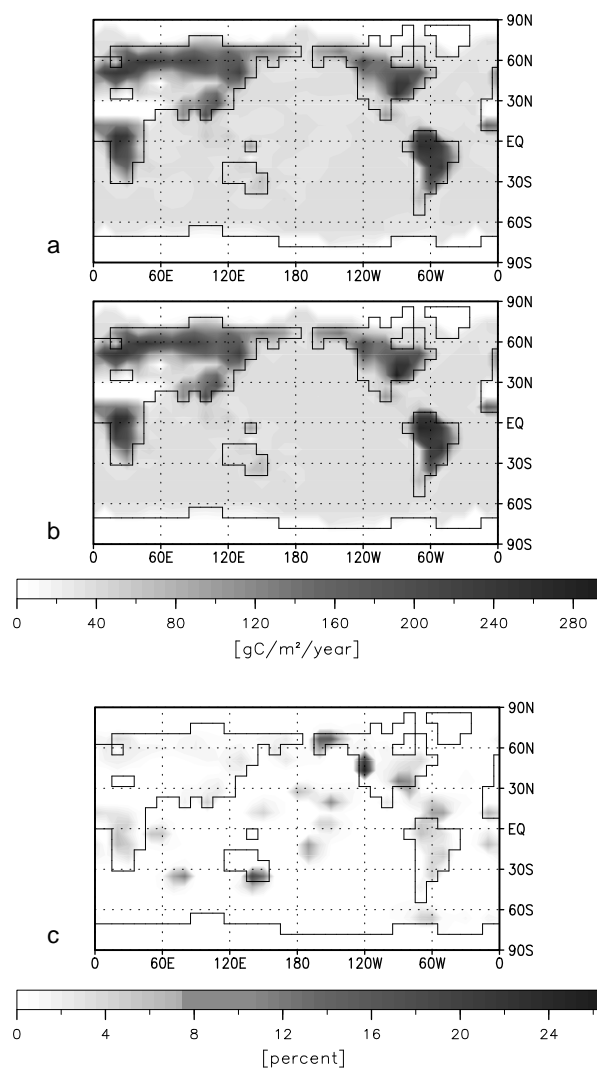 90N
60N
30N
EQ
30S
60S
90S
0 60E 120E 180 120W 60W 0
a
90N
60N
30N
EQ
30S
60S
90S
0 60E 120E 180 120W 60W 0
b
0 40 80 120 160 200 240 280
[gC/m²/year]
90N
60N
30N
EQ
30S
60S
90S
0 60E 120E 180 120W 60W 0
c
0 4 8 12 16 20 24
[percent]